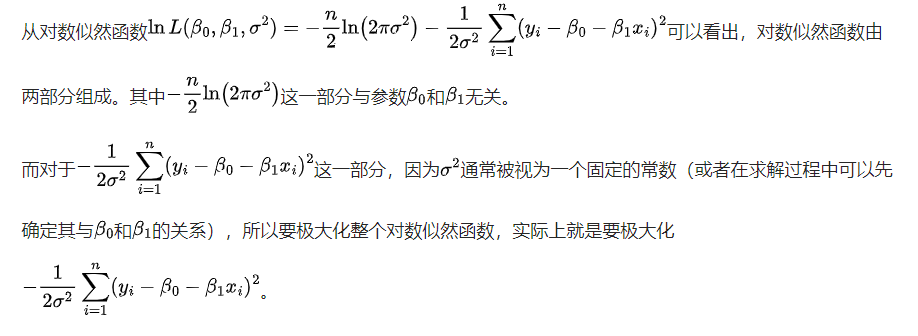 从对数似然函数$\ln L(\beta_0,\beta_1,\sigma^2)=-\frac{n}{2}\ln(2\pi\sigma^2)-\frac{1}{2\sigma^2}\sum_{i=1}^{n}(y_i-\beta_0-\beta_1x_i)^2$可以看出，对数似然函数由
两部分组成。其中$-\frac{n}{2}\ln(2\pi\sigma^2)$这一部分与参数$\beta_0$和$\beta_1$无关。
而对于$-\frac{1}{2\sigma^2}\sum_{i=1}^{n}(y_i-\beta_0-\beta_1x_i)^2$这一部分，因为$\sigma^2$通常被视为一个固定的常数（或者在求解过程中可以先
确定其与$\beta_0$和$\beta_1$的关系），所以要极大化整个对数似然函数，实际上就是要极大化
$-\frac{1}{2\sigma^2}\sum_{i=1}^{n}(y_i-\beta_0-\beta_1x_i)^2$。